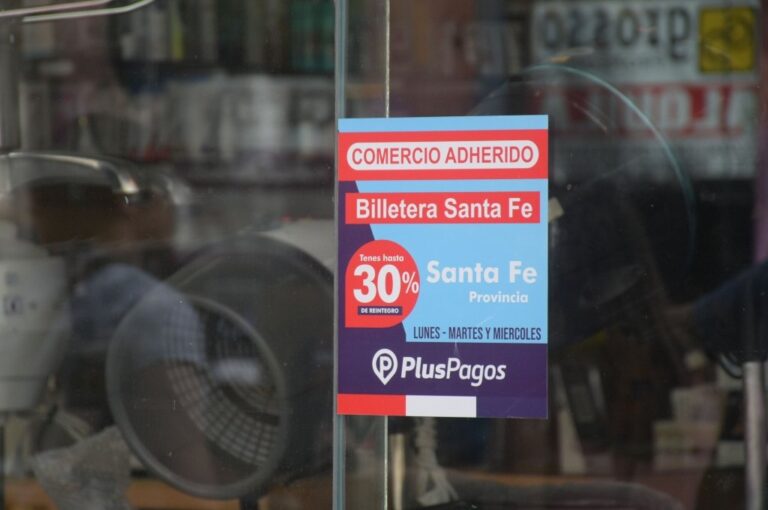 COMERCIO ADHERIDO
Billetera Santa Fe
Tenes hasta
30%
DE REINTEGRO
Santa Fe
Provincia
LUNES - MARTES Y MIERCOLES
PlusPagos